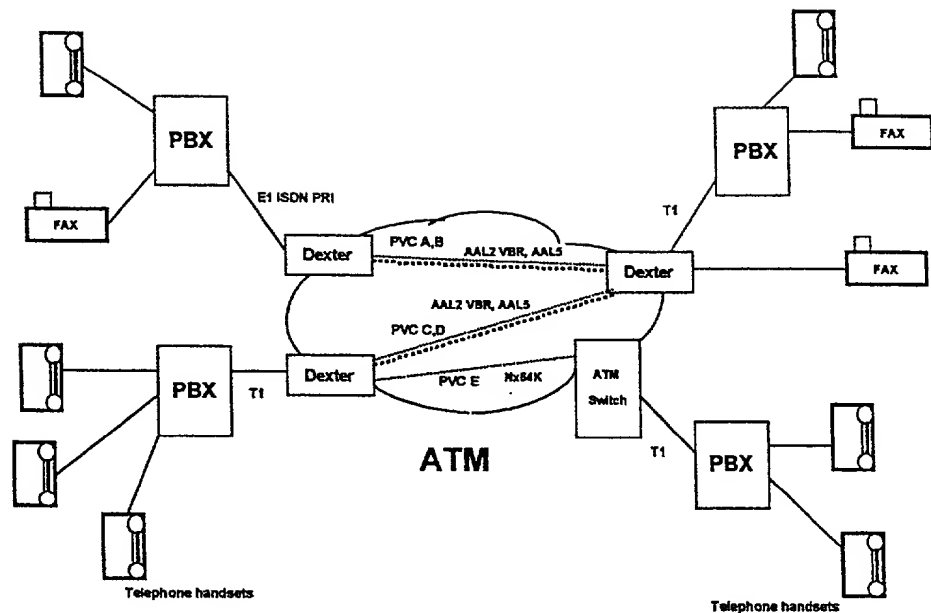 PBX
FAX
E1 ISDN PRI
PBX
FAX
T1
Dexter
PVC A,B
AAL2 VBR, AAL5
Dexter
FAX
AAL2 VBR, AAL5
PVC C,D
Dexter
PVC E
Nx64K
ATM
Switch
PBX
T1
ATM
T1
PBX
Telephone handsets
Telephone handsets